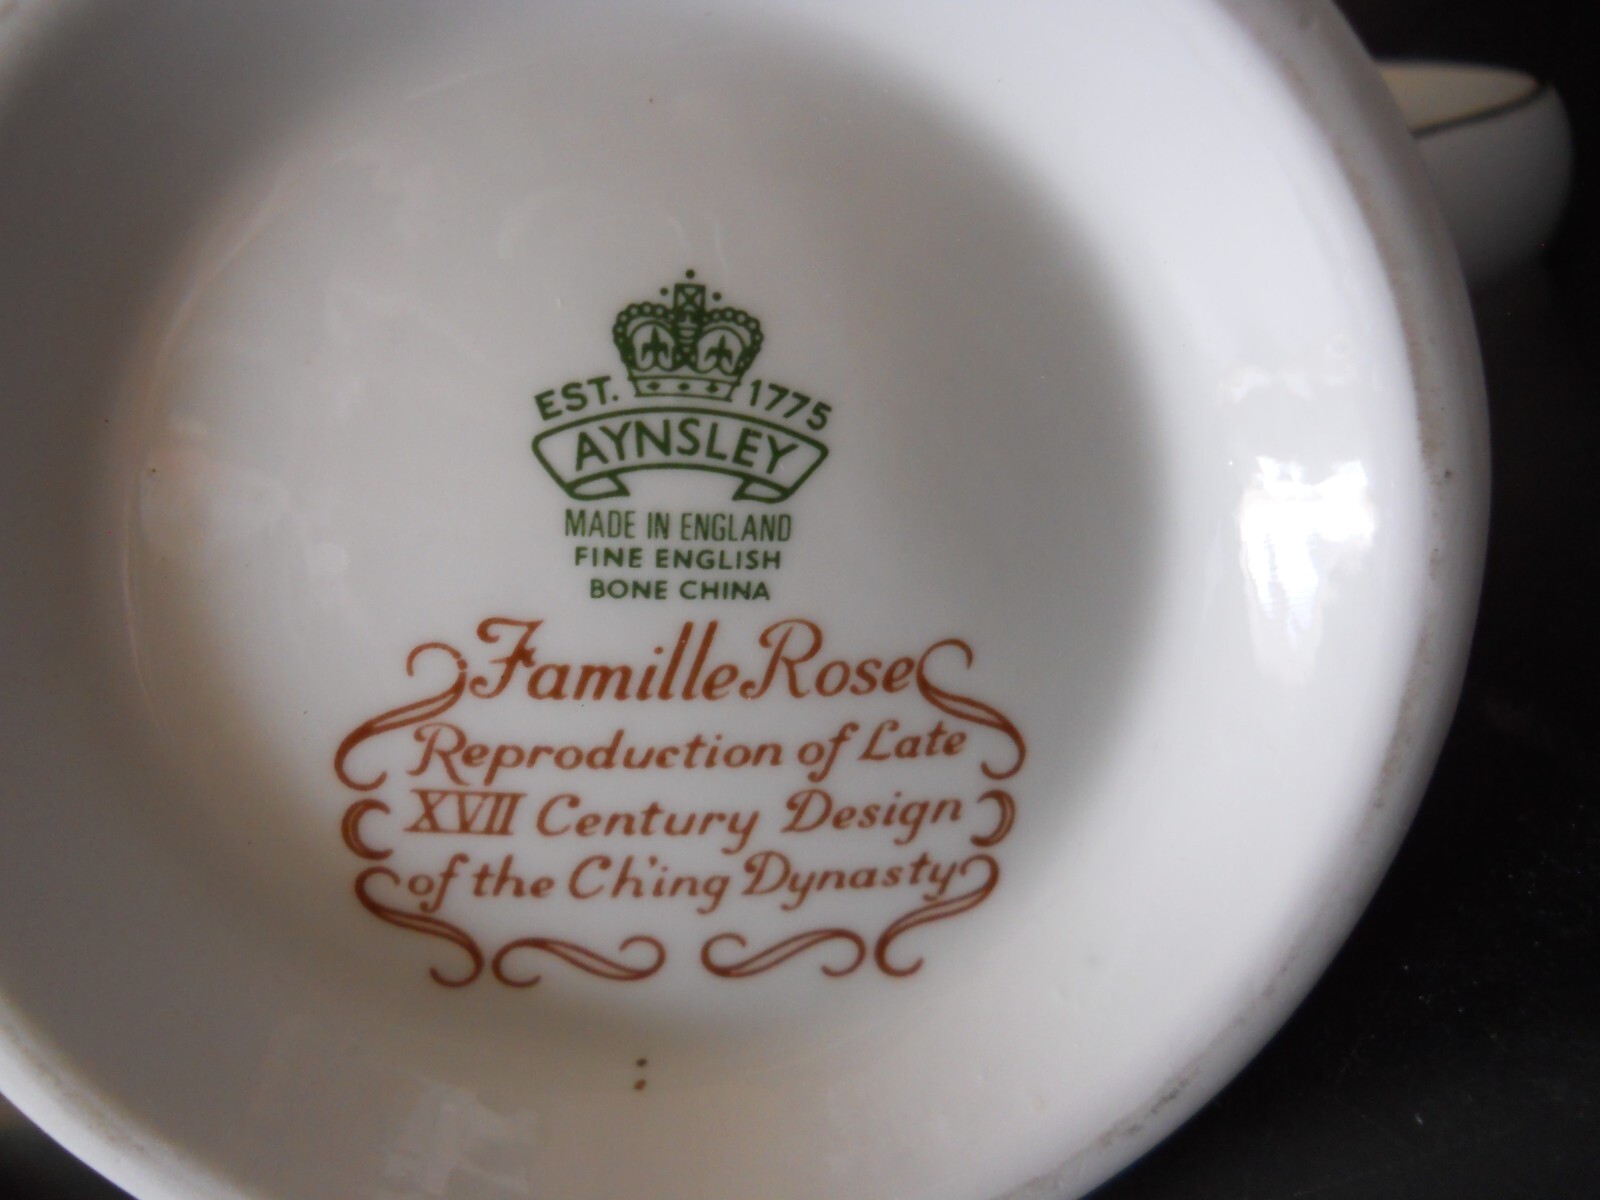 EST. 1775
AYNSLEY
MADE IN ENGLAND
FINE ENGLISH
BONE CHINA
Famille Rose
Reproduction of Late
XVII Century Design
of the Ch'ing Dynasty